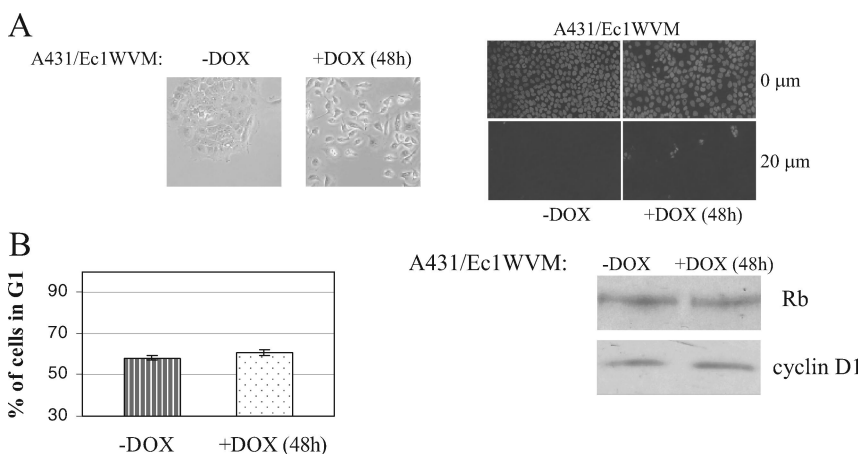 A
A431/Ec1WVM: -DOX +DOX (48h)
A431/Ec1WVM
0 µm
20 µm
-DOX +DOX (48h)
B
% of cells in G1
90
70
50
30
-DOX +DOX (48h)
A431/Ec1WVM: -DOX +DOX (48h)
Rb
cyclin D1